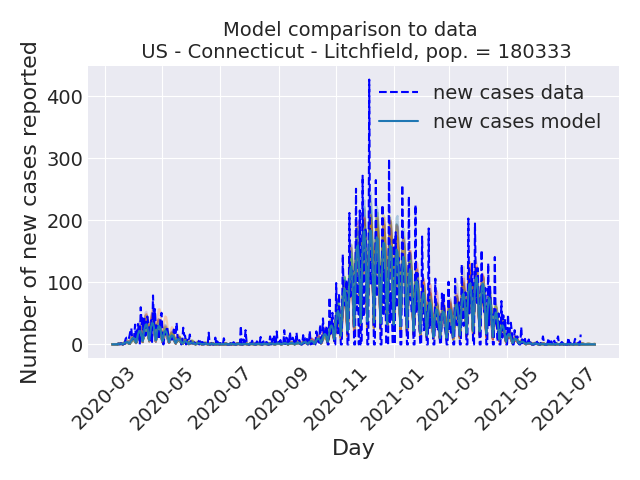 Model comparison to data
US - Connecticut - Litchfield, pop. = 180333
Number of new cases reported
400
300
200
100
0
new cases data
new cases model
2020-03
2020-05
2020-07
2020-09
2020-11
2021-01
2021-03
2021-05
2021-07
Day